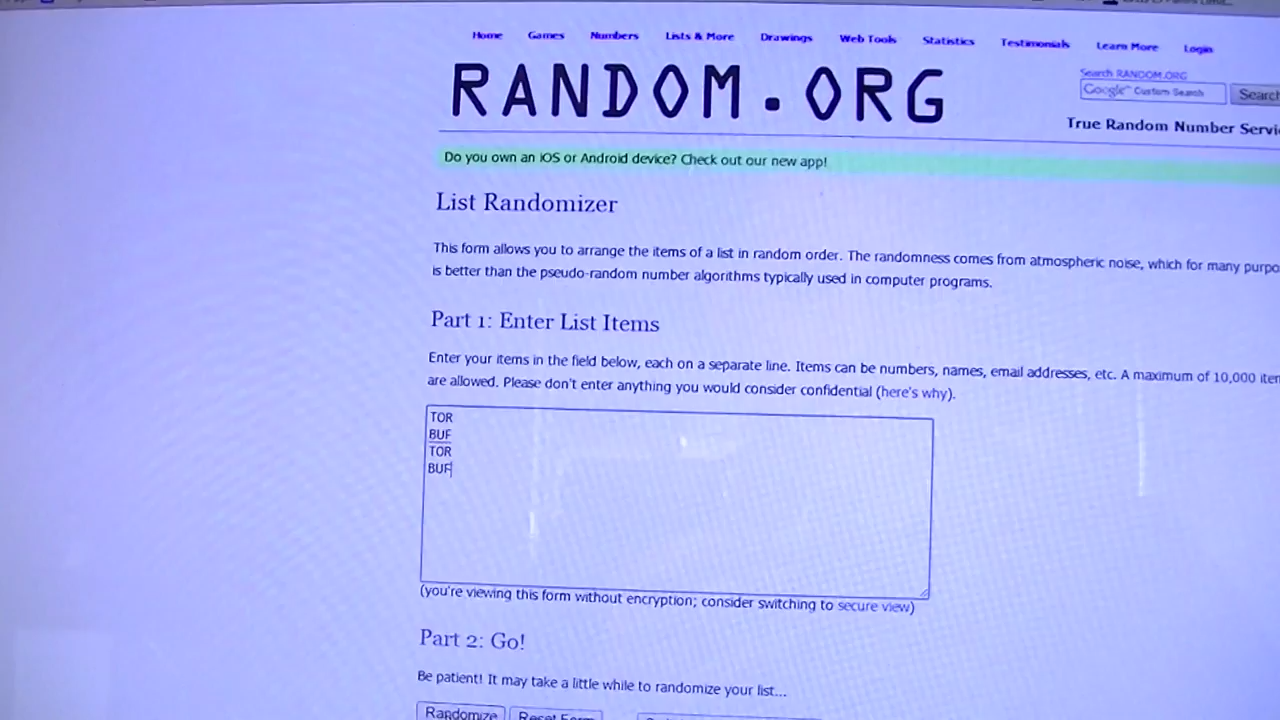 Home Games Numbers Lists & More Drawings Web Tools Statistics Testimonials Learn More Login
RANDOM.ORG
Search RANDOM.ORG
Google™ Custom Search
Search
True Random Number
Do you own an iOS or Android device? Check out our new app!
List Randomizer
This form allows you to arrange the items of a list in random order. The randomness comes from atmospheric noise, which for many
is better than the pseudo-random number algorithms typically used in computer programs.
Part 1: Enter List Items
Enter your items in the field below, each on a separate line. Items can be numbers, names, email addresses, etc. A maximum of 10,000
are allowed. Please don't enter anything you would consider confidential (here's why).
TOR
BUF
TOR
BUF
(you're viewing this form without encryption; consider switching to secure view)
Part 2: Go!
Be patient! It may take a little while to randomize your list...
Randomize Reset Form